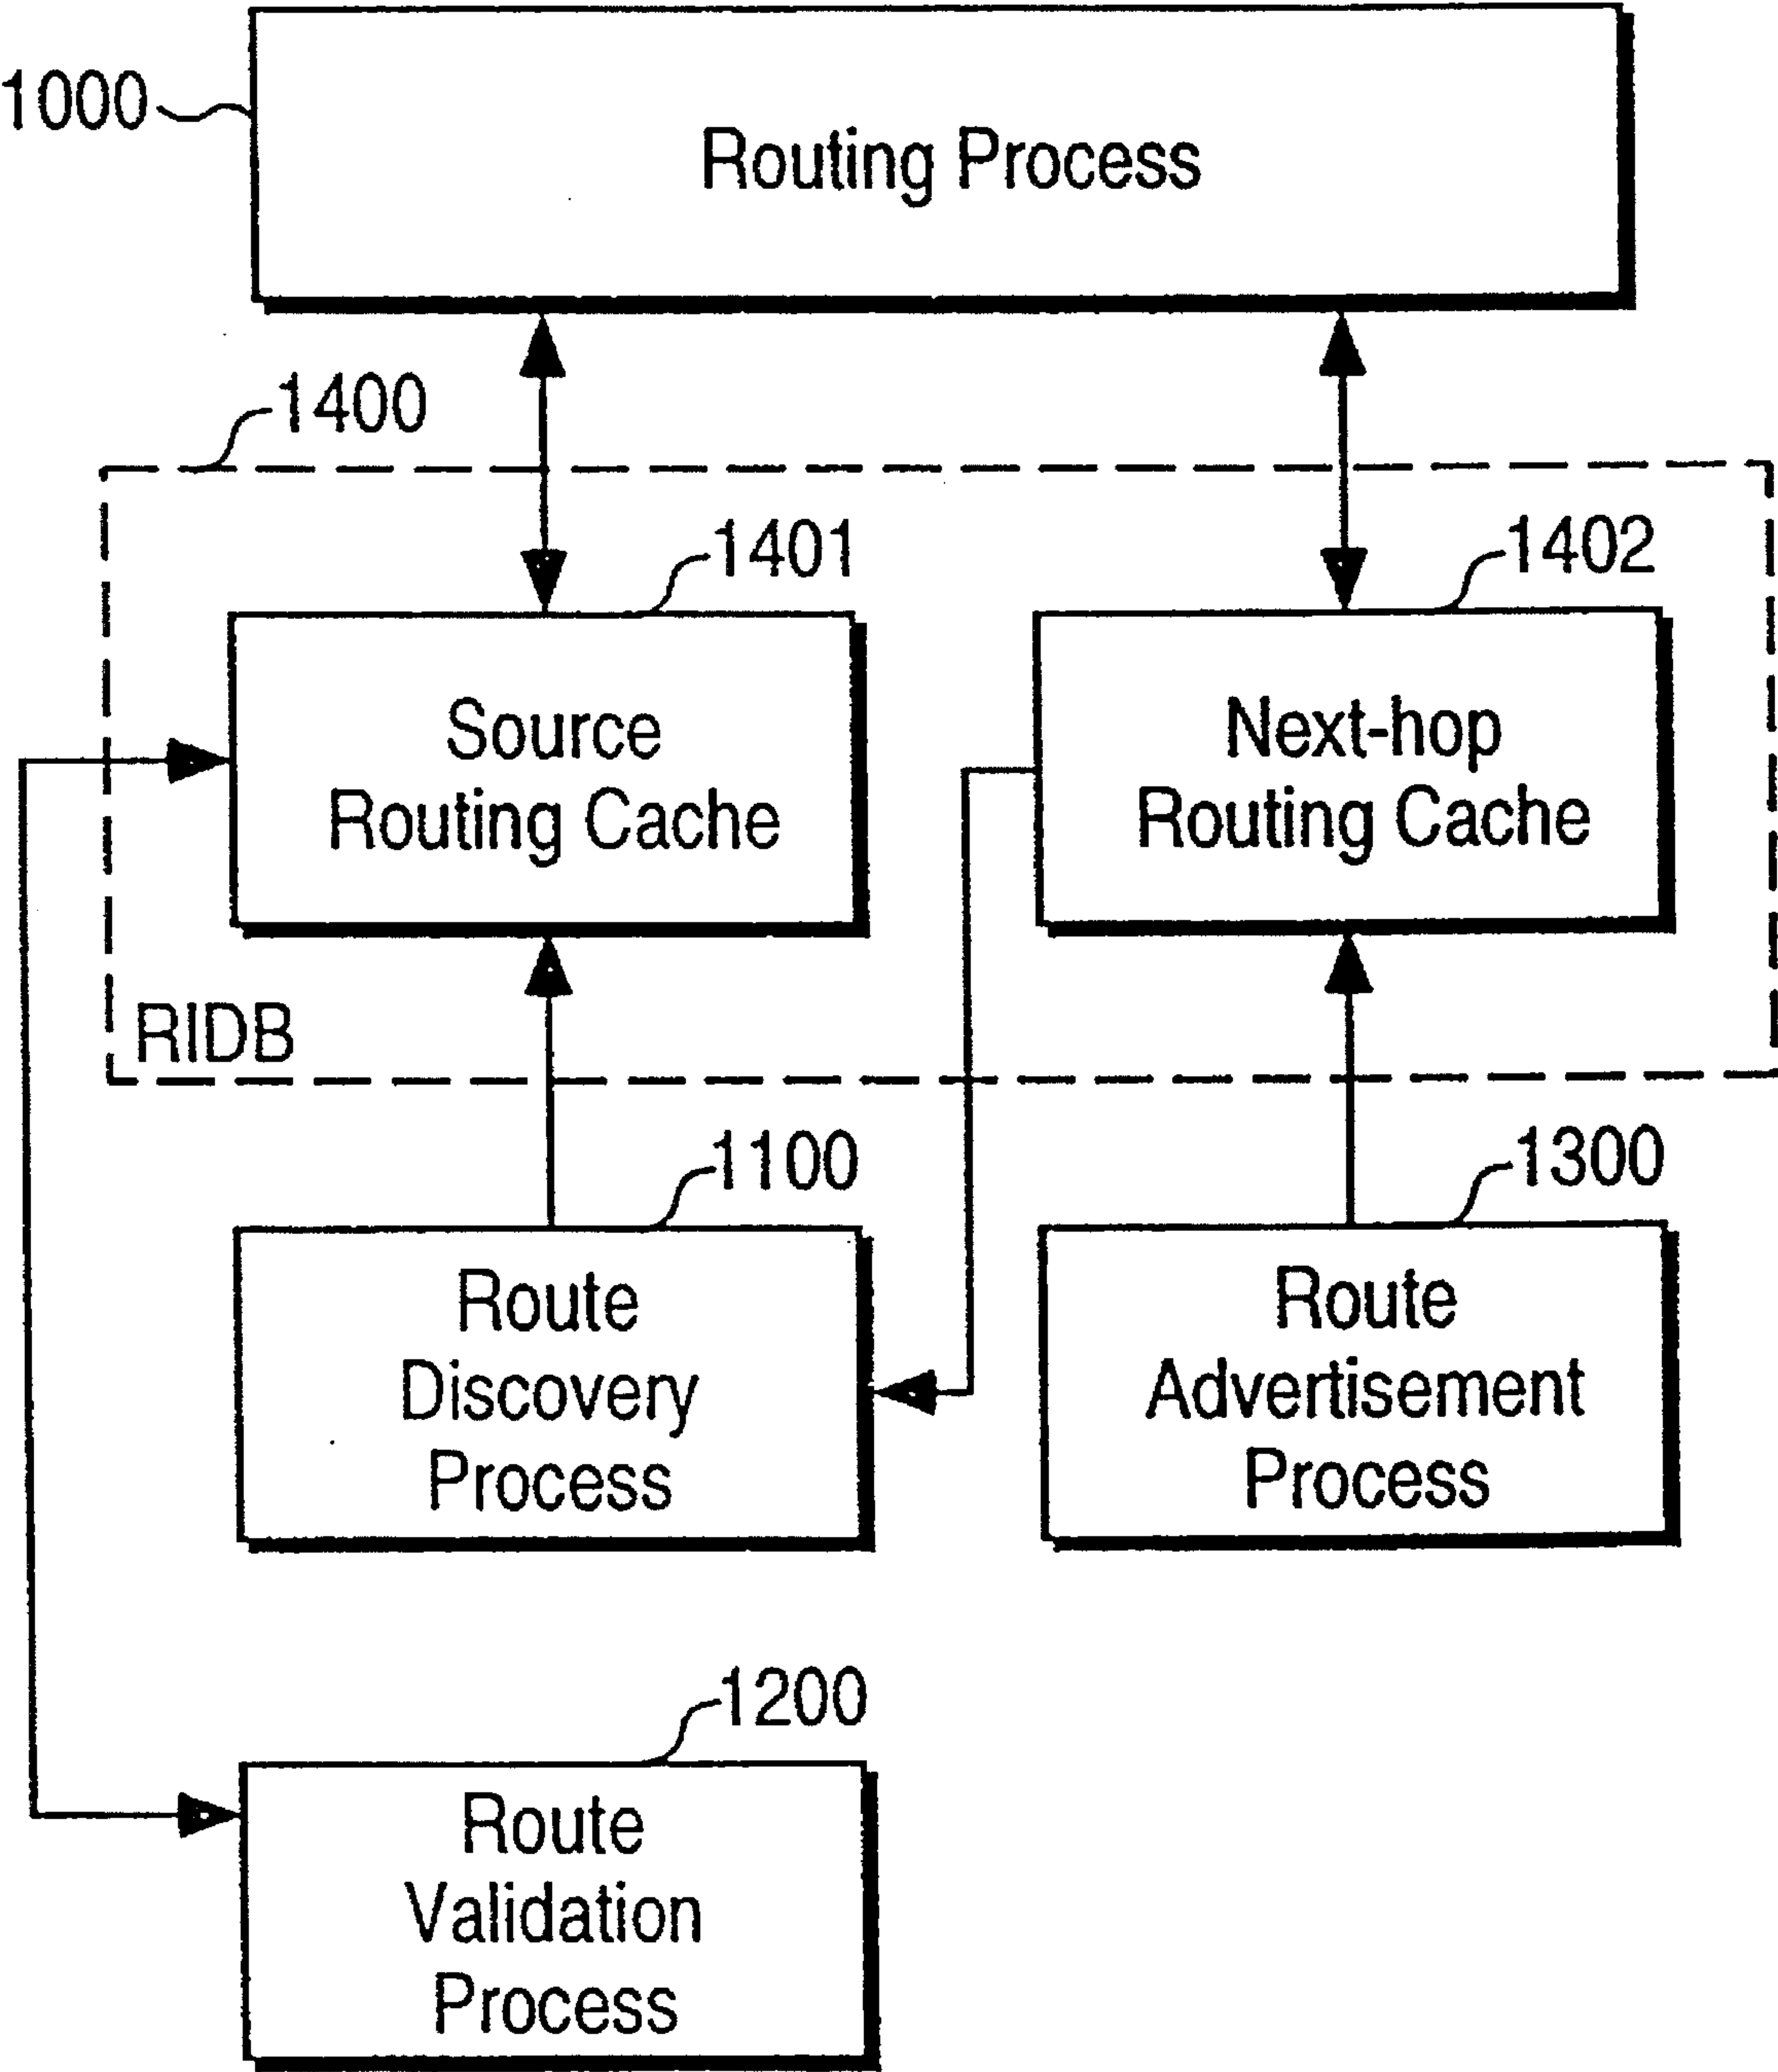 1000
Routing Process
1400
1401
1402
Source
Routing Cache
Next-hop
Routing Cache
RIDB
1100
1300
Route
Discovery
Process
Route
Advertisement
Process
1200
Route
Validation
Process